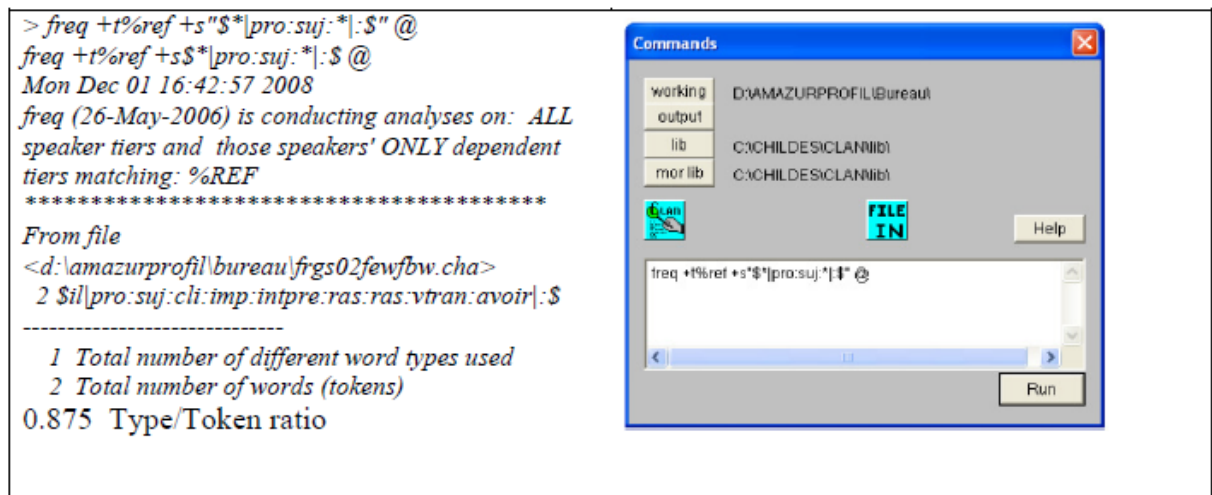 > freq +t%ref +s"$*|pro:suj:*|:$" @
freq +t%ref +s$*|pro:suj:*|:$ @
Mon Dec 01 16:42:57 2008
freq (26-May-2006) is conducting analyses on: ALL
speaker tiers and those speakers' ONLY dependent
tiers matching: %REF
****************************************
From file
<d:\amazurprofil\bureau\frgs02fewfbw.cha>
2 $il|pro:suj:cli:imp:intpre:ras:ras:vtran:avoir|:$
------------------------------
1 Total number of different word types used
2 Total number of words (tokens)
0.875 Type/Token ratio
Commands
working D:\AMAZURPROFIL\Bureau\
output
lib C:\CHILDES\CLAN\lib\
mor lib C:\CHILDES\CLAN\lib\
CLAN
FILE
IN
Help
freq +t%ref +s"$*|pro:suj:*|:$" @
Run